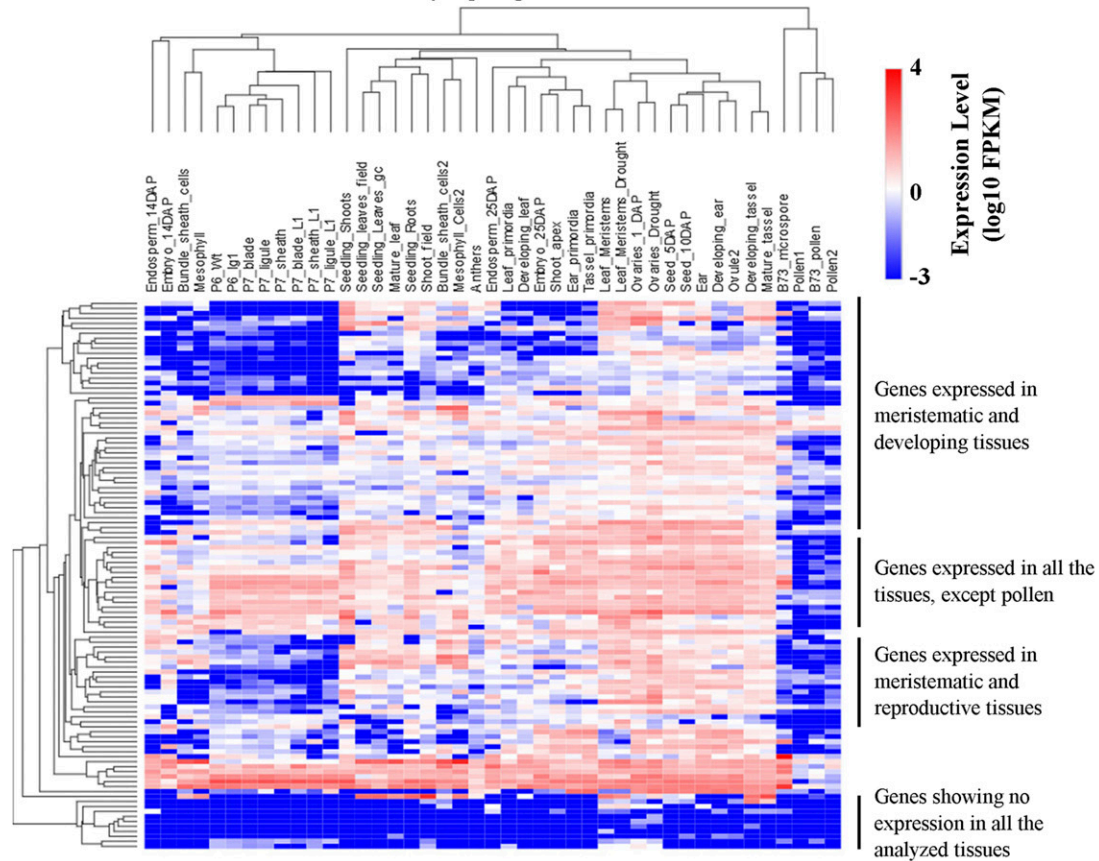 4
0
-3
Expression Level
(log10 FPKM)
Endosperm_14DAP
Embryo_14DAP
Bundle_sheath_cells
Mesophyll
P6_Wt
P6_lg1
P7_blade
P7_ligule
P7_sheath
P7_blade_L1
P7_sheath_L1
P7_ligule_L1
Seedling_Shoots
Seedling_leaves_field
Seedling_Leaves_gc
Mature_leaf
Seedling_Roots
Shoot_field
Bundle_sheath_cells2
Mesophyll_Cells2
Anthers
Endosperm_25DAP
Leaf_primordia
Developing_leaf
Embryo_25DAP
Shoot_apex
Ear_primordia
Tassel_primordia
Leaf_Meristems
Leaf_Meristems_Drought
Ovaries_1_DAP
Ovaries_Drought
Seed_5DAP
Seed_10DAP
Ear
Developing_ear
Ovule2
Developing_tassel
Mature_tassel
B73_microspore
Pollen1
B73_pollen
Pollen2
Genes expressed in
meristematic and
developing tissues
Genes expressed in all the
tissues, except pollen
Genes expressed in
meristematic and
reproductive tissues
Genes showing no
expression in all the
analyzed tissues